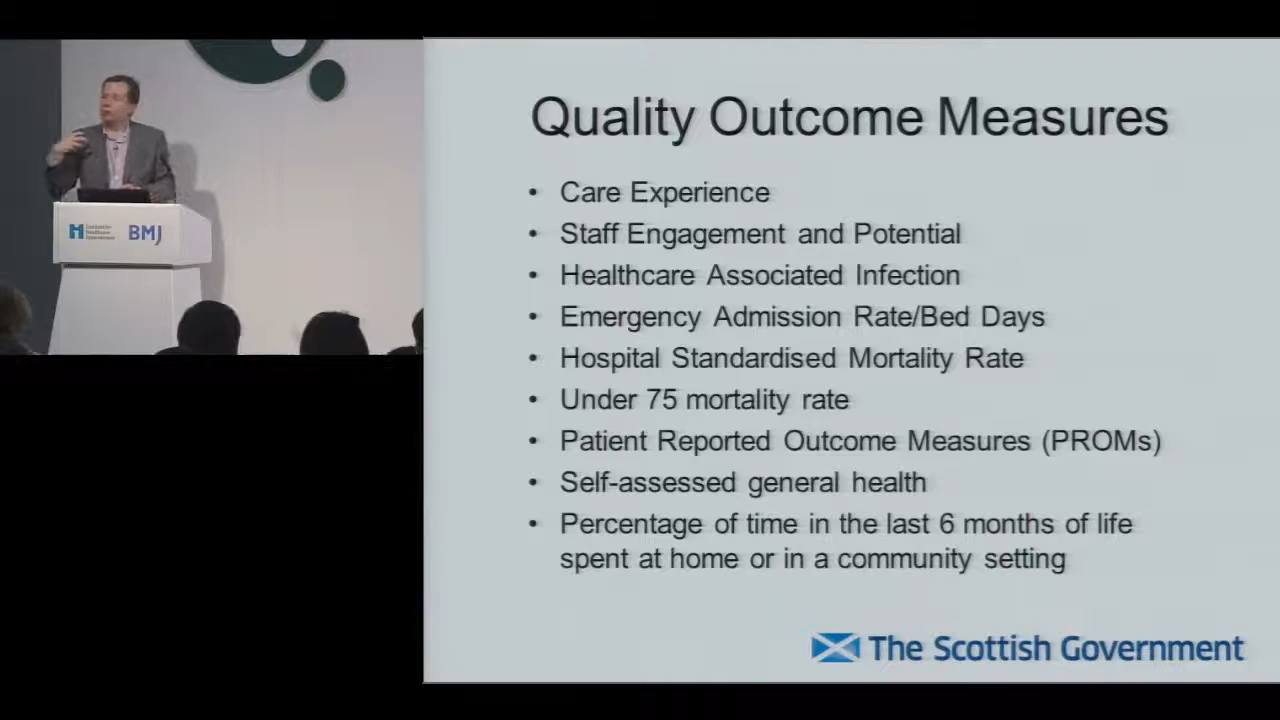 Quality Outcome Measures
• Care Experience
• Staff Engagement and Potential
• Healthcare Associated Infection
• Emergency Admission Rate/Bed Days
• Hospital Standardised Mortality Rate
• Under 75 mortality rate
• Patient Reported Outcome Measures (PROMs)
• Self-assessed general health
• Percentage of time in the last 6 months of life
spent at home or in a community setting
The Scottish Government
BMJ